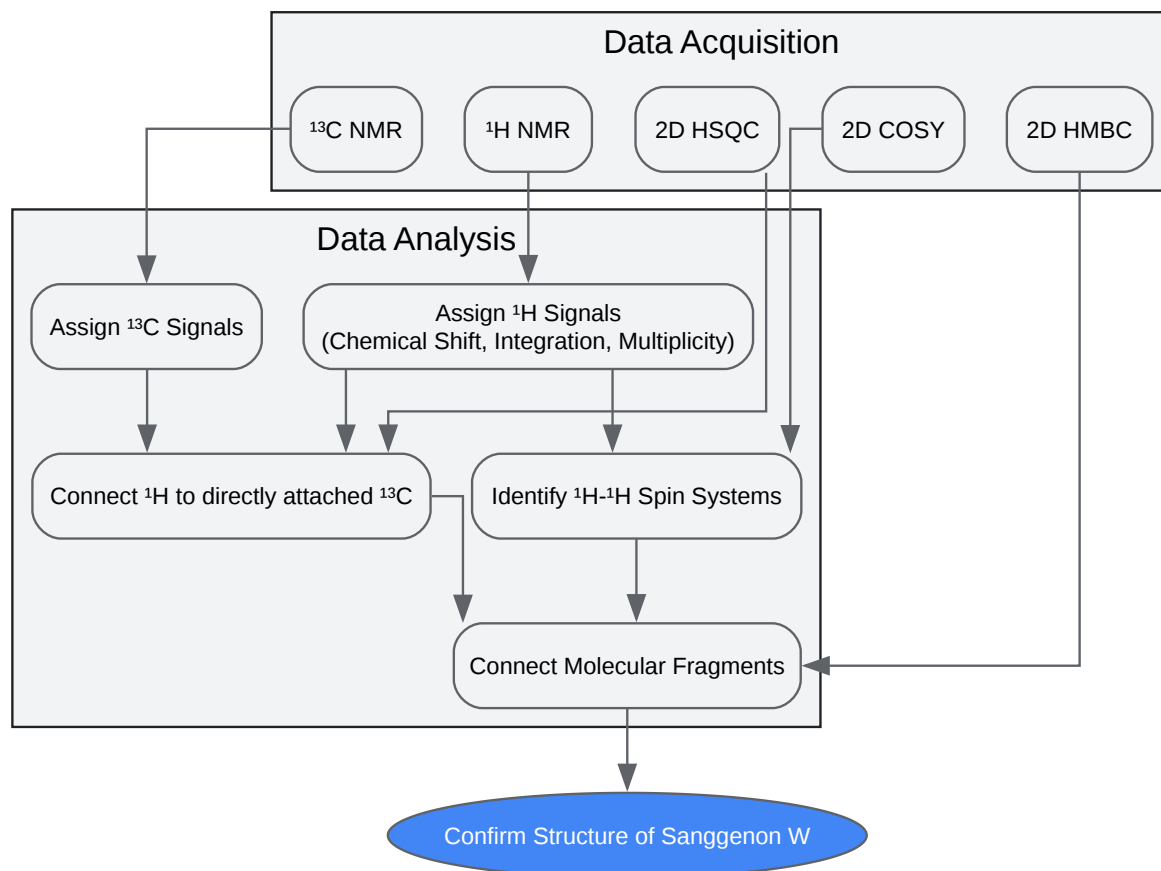 Data Acquisition
¹³C NMR
¹H NMR
2D HSQC
2D COSY
2D HMBC
Data Analysis
Assign ¹³C Signals
Assign ¹H Signals
(Chemical Shift, Integration, Multiplicity)
Connect ¹H to directly attached ¹³C
Identify ¹H-¹H Spin Systems
Connect Molecular Fragments
Confirm Structure of Sanggenon W